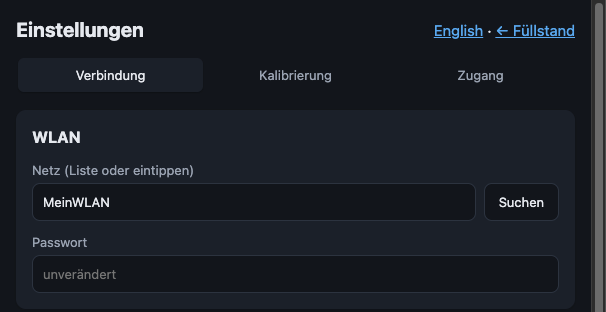 Einstellungen
English · ← Füllstand
Verbindung Kalibrierung Zugang
WLAN
Netz (Liste oder eintippen)
MeinWLAN Suchen
Passwort
unverändert